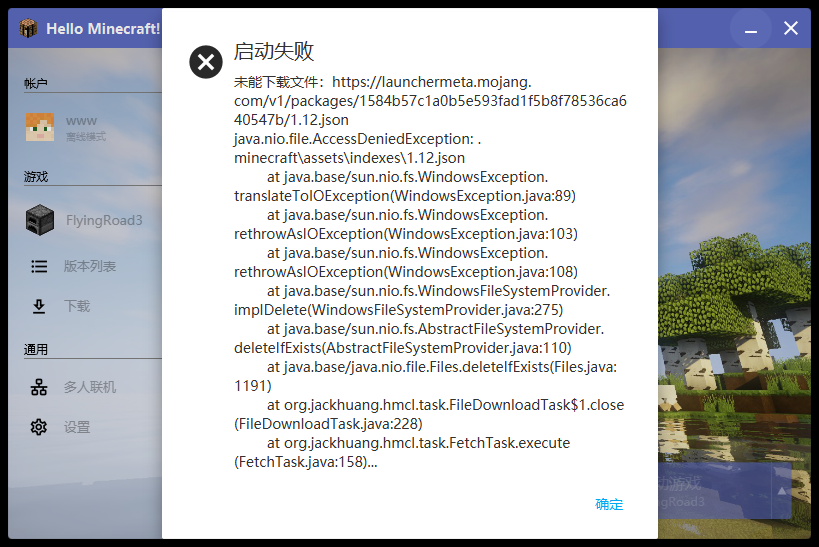 Hello Minecraft!
帐户
www
离线模式
游戏
FlyingRoad3
版本列表
下载
通用
多人联机
设置
启动失败
未能下载文件：https://launchermeta.mojang.
com/v1/packages/1584b57c1a0b5e593fad1f5b8f78536ca6
40547b/1.12.json
java.nio.file.AccessDeniedException: .
minecraft\assets\indexes\1.12.json
at java.base/sun.nio.fs.WindowsException.
translateToIOException(WindowsException.java:89)
at java.base/sun.nio.fs.WindowsException.
rethrowAsIOException(WindowsException.java:103)
at java.base/sun.nio.fs.WindowsException.
rethrowAsIOException(WindowsException.java:108)
at java.base/sun.nio.fs.WindowsFileSystemProvider.
implDelete(WindowsFileSystemProvider.java:275)
at java.base/sun.nio.fs.AbstractFileSystemProvider.
deleteIfExists(AbstractFileSystemProvider.java:110)
at java.base/java.nio.file.Files.deleteIfExists(Files.java:
1191)
at org.jackhuang.hmcl.task.FileDownloadTask$1.close
(FileDownloadTask.java:228)
at org.jackhuang.hmcl.task.FetchTask.execute
(FetchTask.java:158)...
确定
游戏
gRoad3